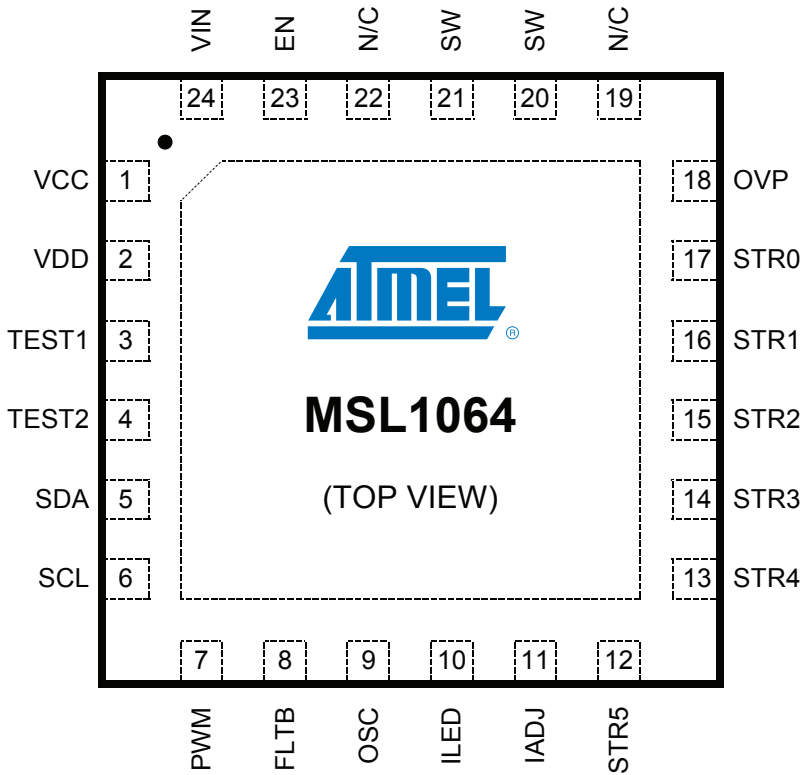 VIN EN N/C SW SW N/C
24 23 22 21 20 19
VCC 1 18 OVP
VDD 2 17 STR0
TEST1 3 16 STR1
TEST2 4 15 STR2
SDA 5 14 STR3
SCL 6 13 STR4
ATMEL ®
MSL1064
(TOP VIEW)
7 8 9 10 11 12
PWM FLTB OSC ILED IADJ STR5